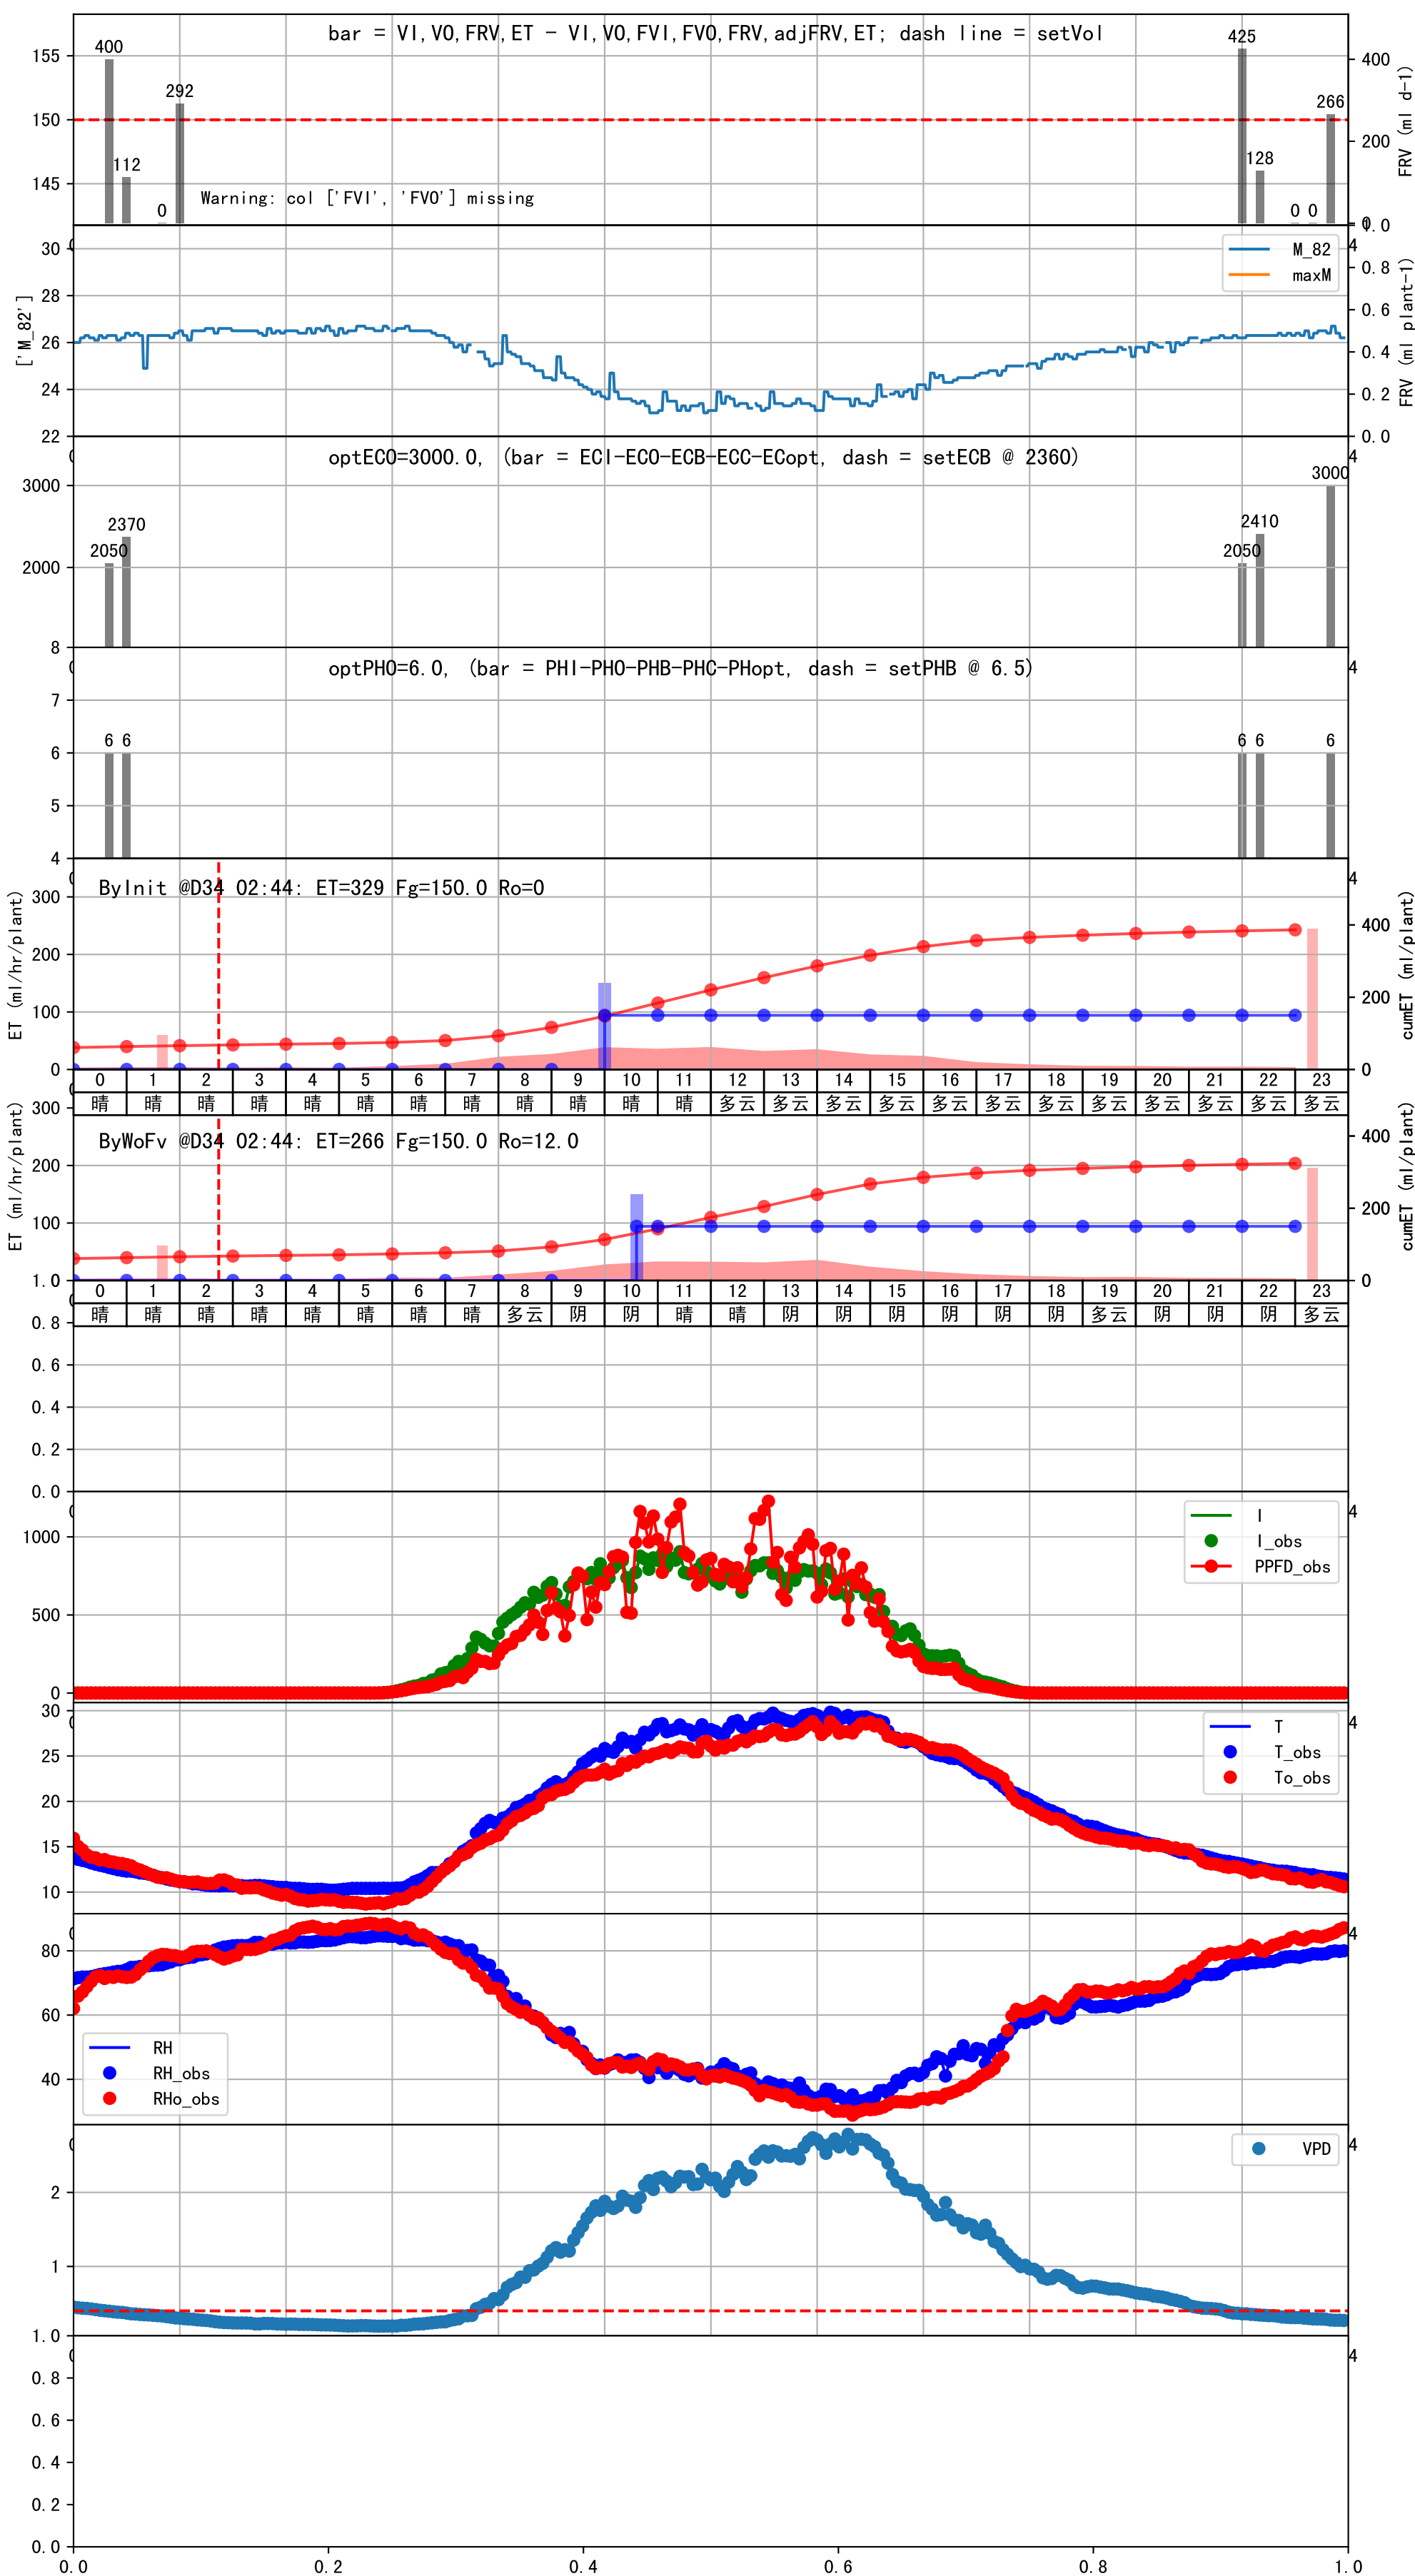 bar = VI,VO,FRV,ET - VI,VO,FVI,FVO,FRV,adjFRV,ET; dash line = setVol
155
150
145
400
112
0
292
425
128
0
0
266
400
200
0
FRV (ml d-1)
Warning: col ['FVI', 'FVO'] missing
30
28
26
24
22
['M_82']
M_82
maxM
1.0
0.8
0.6
0.4
0.2
0.0
FRV (ml plant-1)
optECO=3000.0, (bar = ECI-ECO-ECB-ECC-ECopt, dash = setECB @ 2360)
3000
2000
2050
2370
2050
2410
3000
optPHO=6.0, (bar = PHI-PHO-PHB-PHC-PHopt, dash = setPHB @ 6.5)
8
7
6
5
4
6
6
6
6
6
ByInit @D34 02:44: ET=329 Fg=150.0 Ro=0
300
200
100
0
ET (ml/hr/plant)
400
200
0
cumET (ml/plant)
0 1 2 3 4 5 6 7 8 9 10 11 12 13 14 15 16 17 18 19 20 21 22 23
晴 晴 晴 晴 晴 晴 晴 晴 晴 晴 晴 晴 多云 多云 多云 多云 多云 多云 多云 多云 多云 多云 多云 多云
ByWoFv @D34 02:44: ET=266 Fg=150.0 Ro=12.0
300
200
100
ET (ml/hr/plant)
400
200
0
cumET (ml/plant)
0 1 2 3 4 5 6 7 8 9 10 11 12 13 14 15 16 17 18 19 20 21 22 23
晴 晴 晴 晴 晴 晴 晴 晴 多云 阴 阴 晴 晴 阴 阴 阴 阴 阴 阴 多云 阴 阴 阴 多云
1.0
0.8
0.6
0.4
0.2
0.0
1000
500
0
I
I_obs
PPFD_obs
30
25
20
15
10
T
T_obs
To_obs
80
60
40
RH
RH_obs
RHo_obs
2
1
VPD
1.0
0.8
0.6
0.4
0.2
0.0
0.0 0.2 0.4 0.6 0.8 1.0